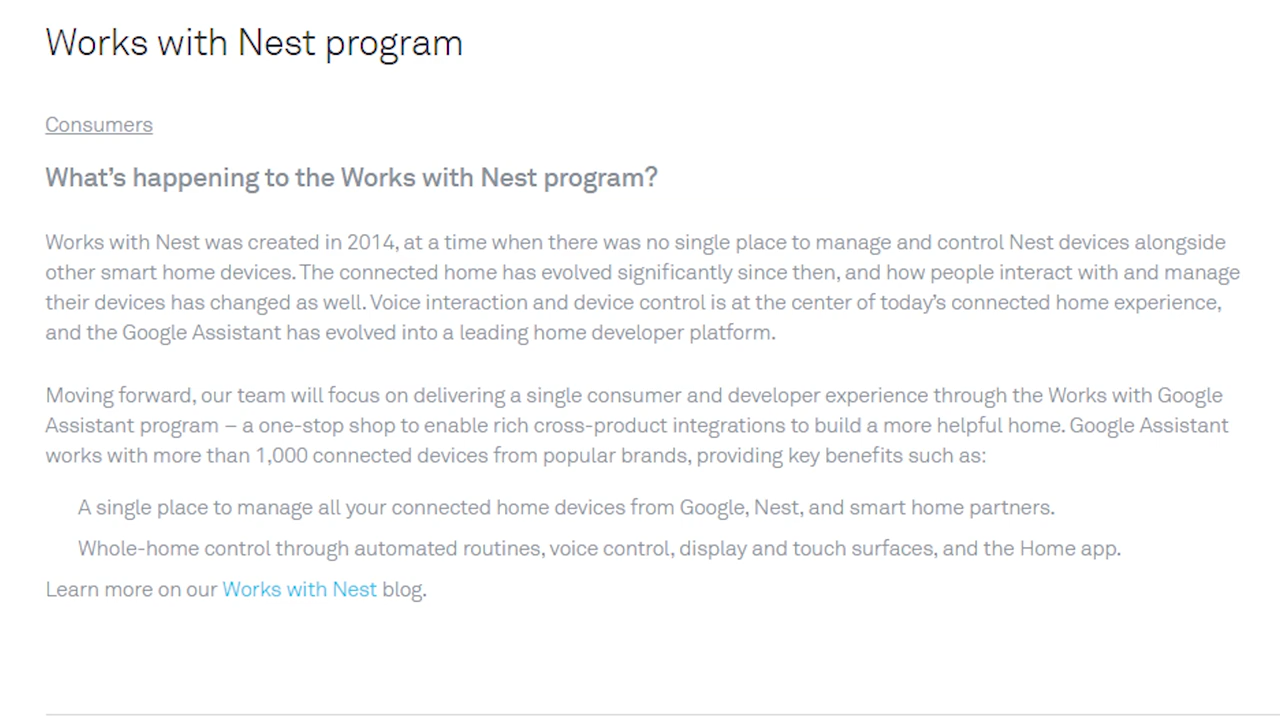 Works with Nest program
Consumers
What's happening to the Works with Nest program?
Works with Nest was created in 2014, at a time when there was no single place to manage and control Nest devices alongside
other smart home devices. The connected home has evolved significantly since then, and how people interact with and manage
their devices has changed as well. Voice interaction and device control is at the center of today's connected home experience,
and the Google Assistant has evolved into a leading home developer platform.
Moving forward, our team will focus on delivering a single consumer and developer experience through the Works with Google
Assistant program – a one-stop shop to enable rich cross-product integrations to build a more helpful home. Google Assistant
works with more than 1,000 connected devices from popular brands, providing key benefits such as:
A single place to manage all your connected home devices from Google, Nest, and smart home partners.
Whole-home control through automated routines, voice control, display and touch surfaces, and the Home app.
Learn more on our Works with Nest blog.